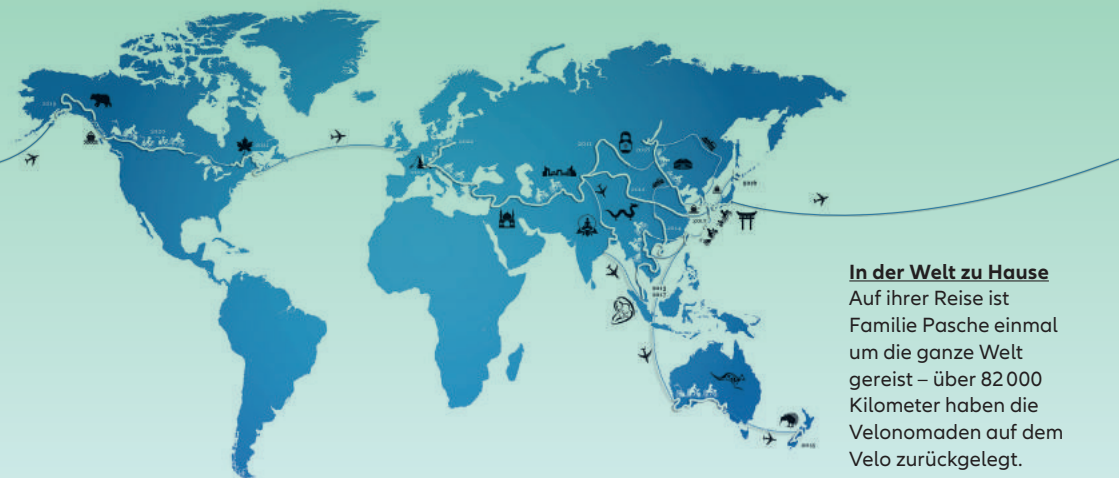 In der Welt zu Hause
Auf ihrer Reise ist
Familie Pasche einmal
um die ganze Welt
gereist – über 82 000
Kilometer haben die
Velonomaden auf dem
Velo zurückgelegt.